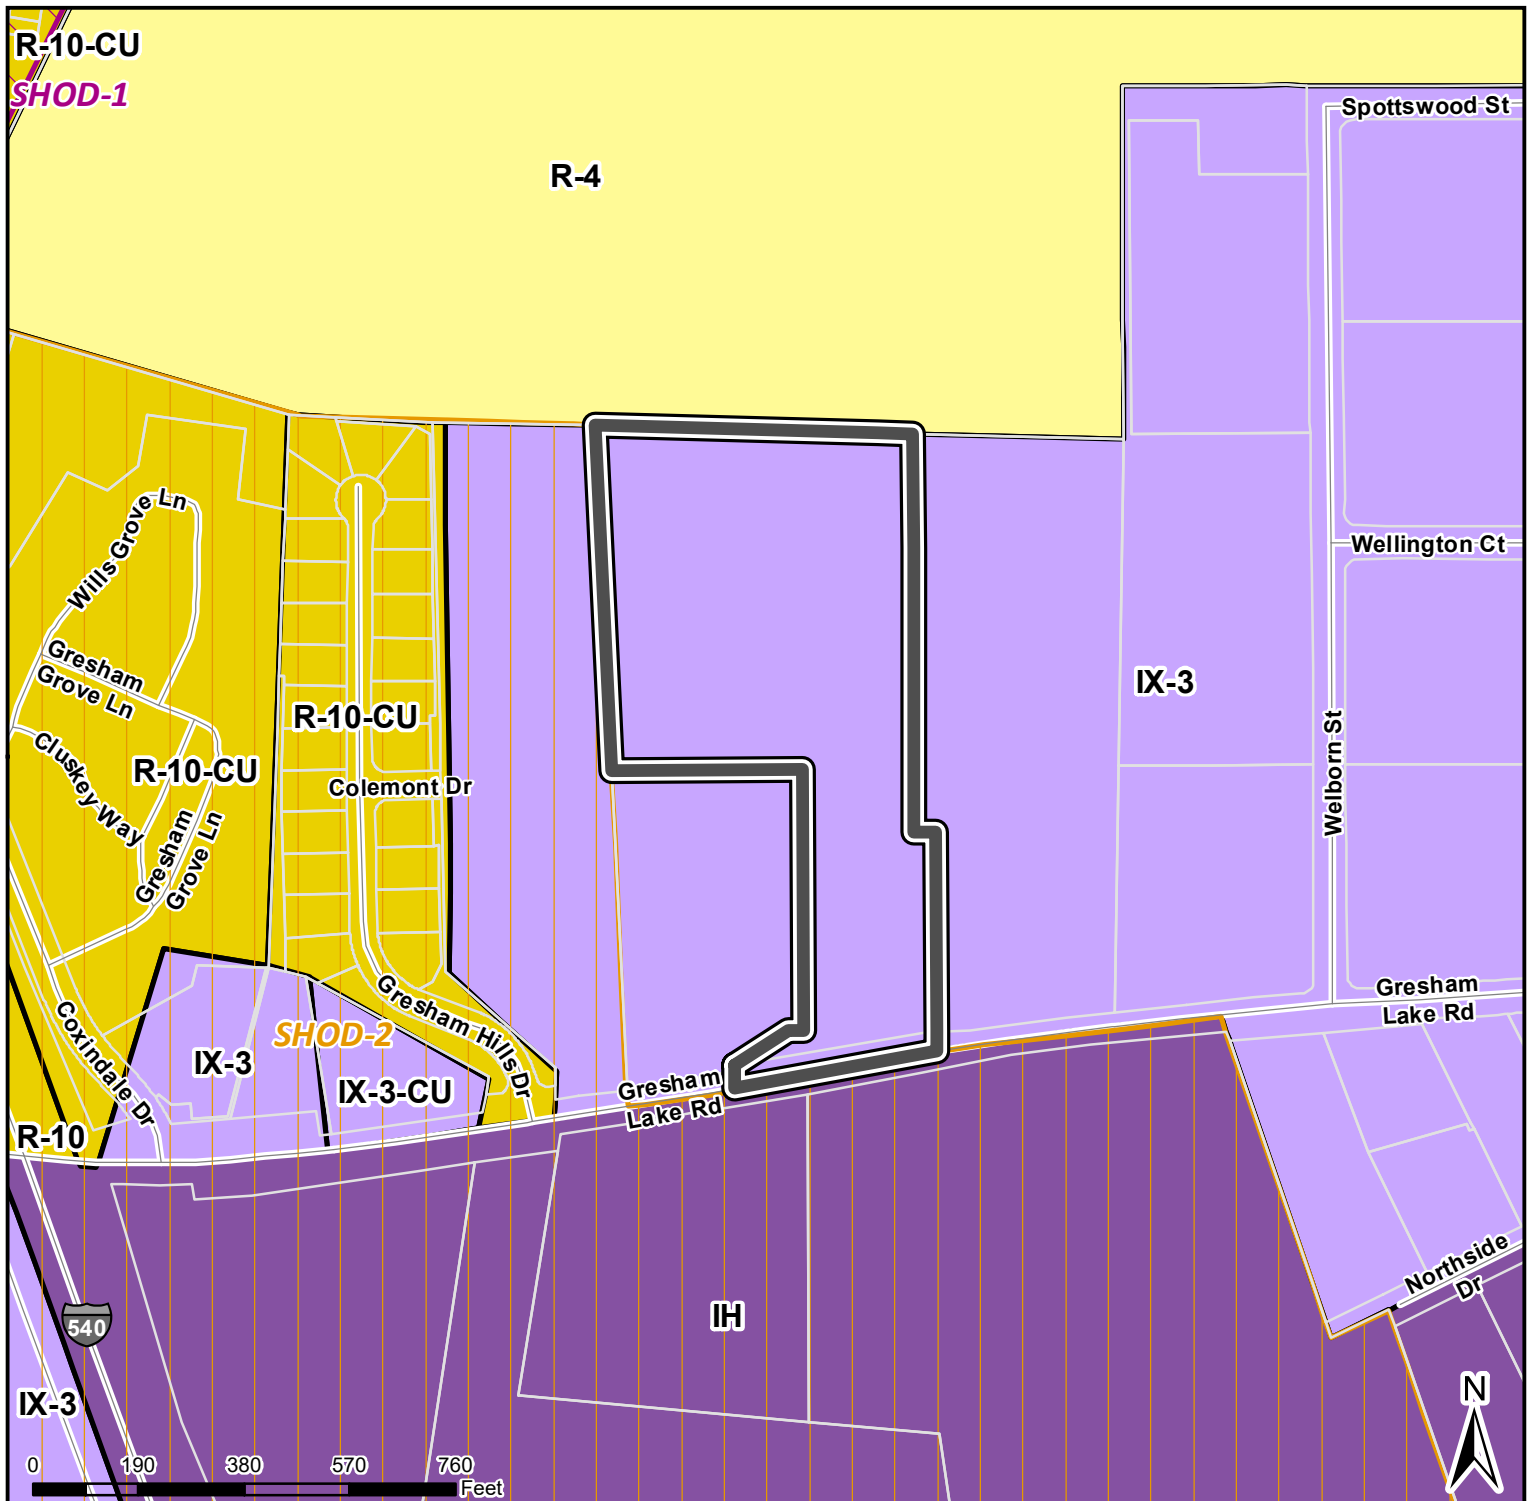 R-10-CU
SHOD-1
Spottswood St
R-4
Wills Grove Ln
Wellington Ct
Gresham
Grove Ln
IX-3
R-10-CU
Cluskey Way
R-10-CU
Colemont Dr
Welborn St
Gresham
Grove Ln
Gresham Hills Dr
Gresham
Lake Rd
Coxindale Dr
SHOD-2
IX-3
IX-3-CU
Gresham
Lake Rd
R-10
Northside
Dr
540
IH
IX-3
N
0 190 380 570 760
Feet